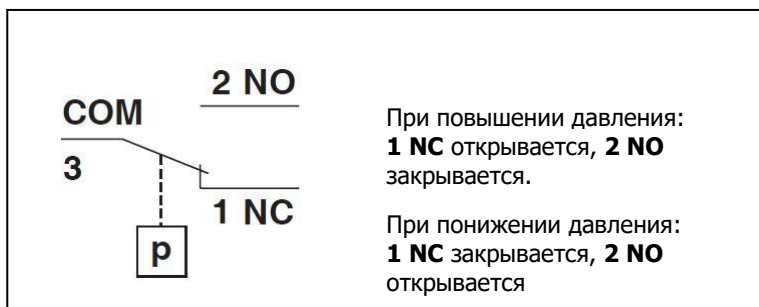 2 NO
COM
3
1 NC
p
При повышении давления:
1 NC открывается, 2 NO
закрывается.
При понижении давления:
1 NC закрывается, 2 NO
открывается